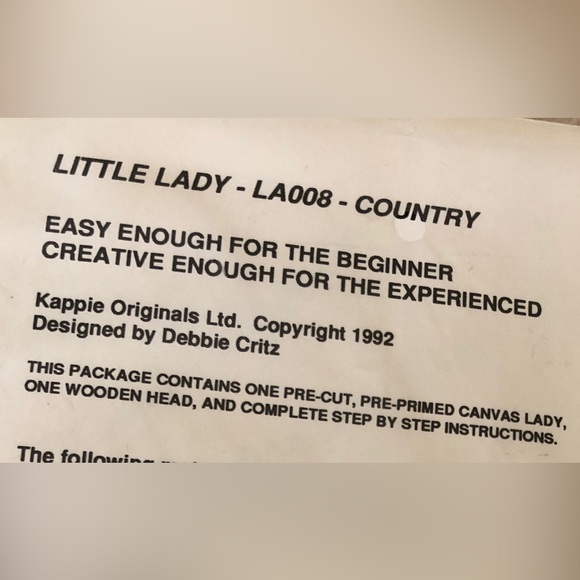 LITTLE LADY - LA008 - COUNTRY
EASY ENOUGH FOR THE BEGINNER
CREATIVE ENOUGH FOR THE EXPERIENCED
Kappie Originals Ltd. Copyright 1992
Designed by Debbie Critz
THIS PACKAGE CONTAINS ONE PRE-CUT, PRE-PRIMED CANVAS LADY,
ONE WOODEN HEAD, AND COMPLETE STEP BY STEP INSTRUCTIONS.
The following